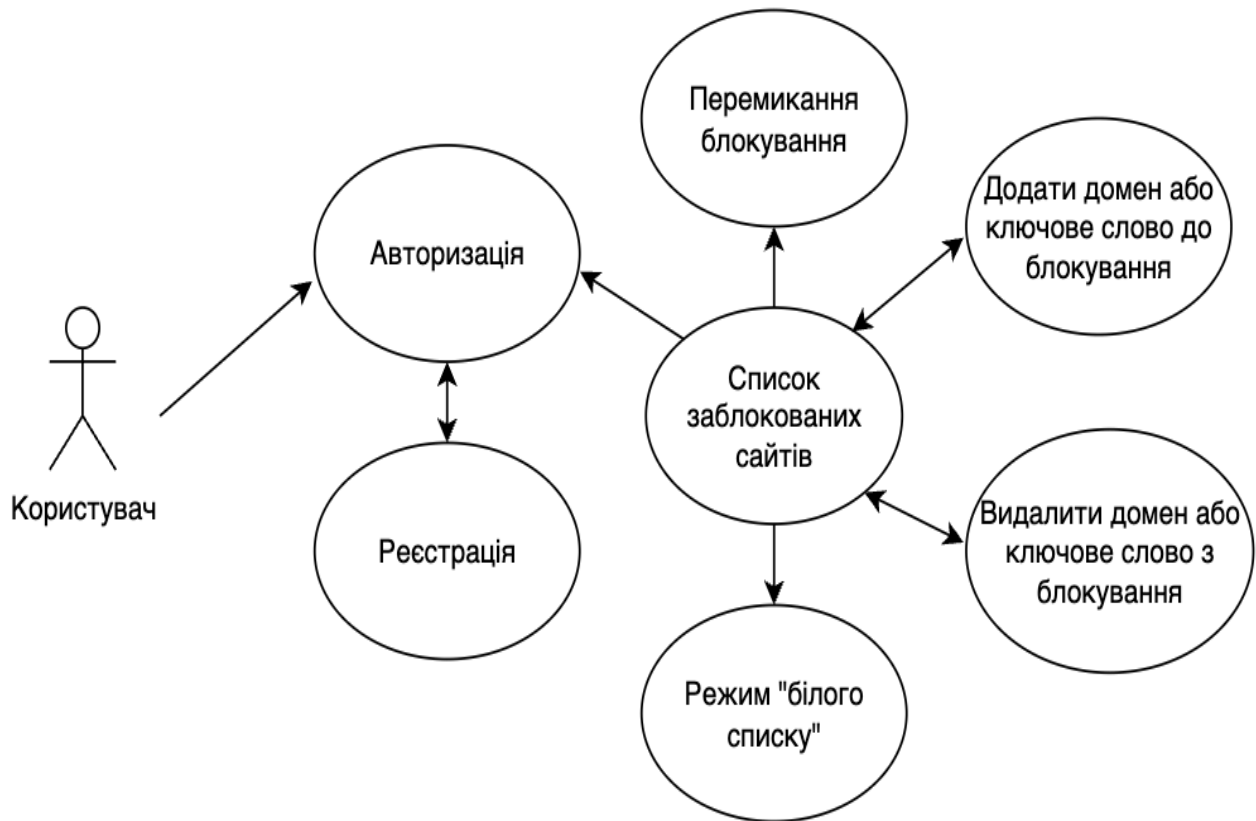 Перемикання
блокування
Авторизація
Додати домен або
ключове слово до
блокування
Список
заблокованих
сайтів
Користувач
Реєстрація
Видалити домен або
ключове слово з
блокування
Режим "білого
списку"